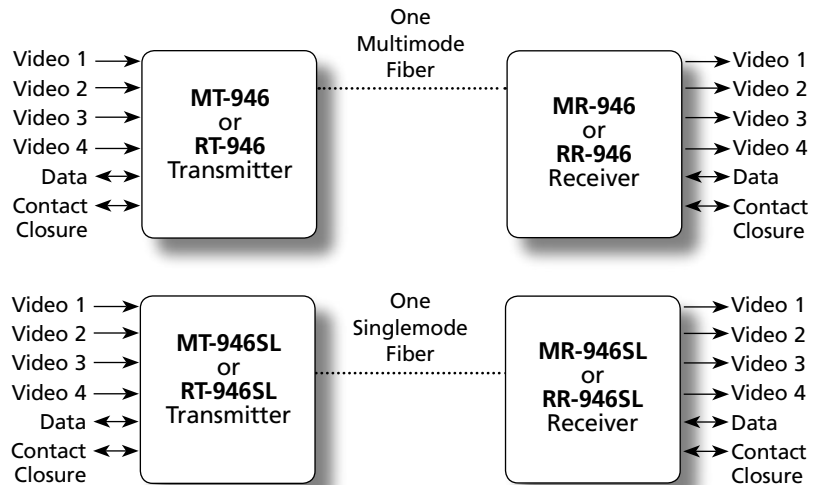 One
Multimode
Fiber
Video 1
Video 2
Video 3
Video 4
Data
Contact
Closure
MT-946
or
RT-946
Transmitter
MR-946
or
RR-946
Receiver
Video 1
Video 2
Video 3
Video 4
Data
Contact
Closure
One
Singlemode
Fiber
Video 1
Video 2
Video 3
Video 4
Data
Contact
Closure
MT-946SL
or
RT-946SL
Transmitter
MR-946SL
or
RR-946SL
Receiver
Video 1
Video 2
Video 3
Video 4
Data
Contact
Closure